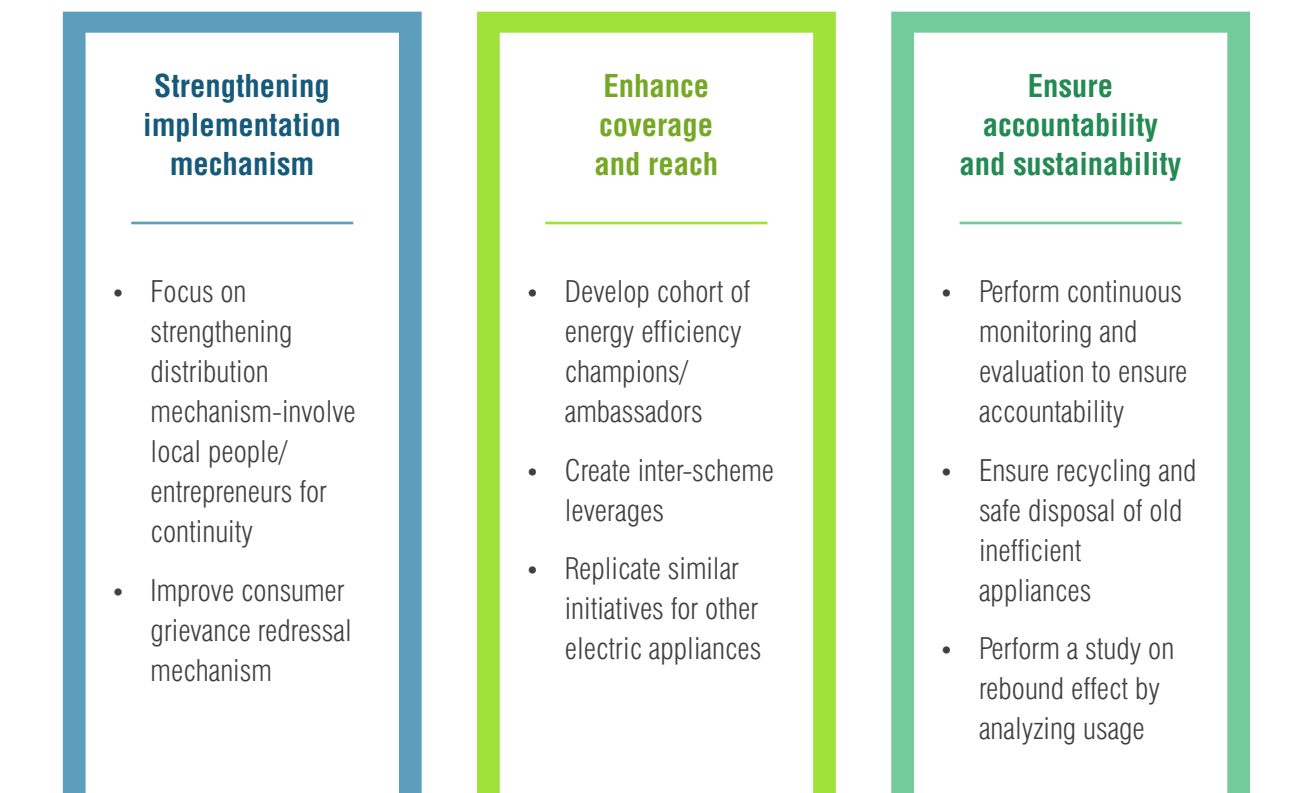 Strengthening
implementation
mechanism
• Focus on
strengthening
distribution
mechanism-involve
local people/
entrepreneurs for
continuity
• Improve consumer
grievance redressal
mechanism
Enhance
coverage
and reach
• Develop cohort of
energy efficiency
champions/
ambassadors
• Create inter-scheme
leverages
• Replicate similar
initiatives for other
electric appliances
Ensure
accountability
and sustainability
• Perform continuous
monitoring and
evaluation to ensure
accountability
• Ensure recycling and
safe disposal of old
inefficient
appliances
• Perform a study on
rebound effect by
analyzing usage